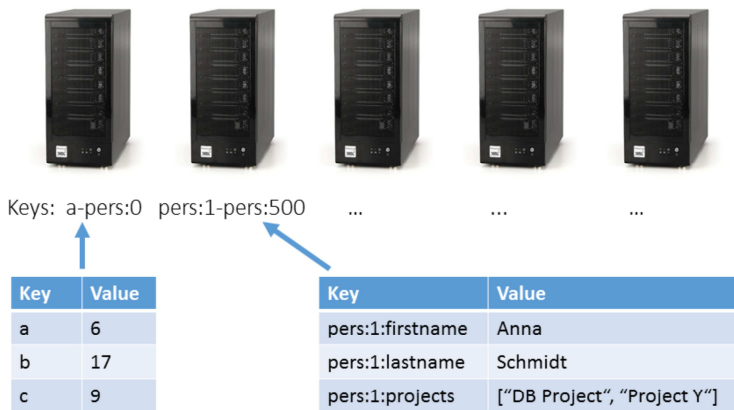 Keys: a-pers:0 pers:1-pers:500 ... ... ...
Key Value
a 6
b 17
c 9
Key Value
pers:1:firstname Anna
pers:1:lastname Schmidt
pers:1:projects [“DB Project“, “Project Y“]